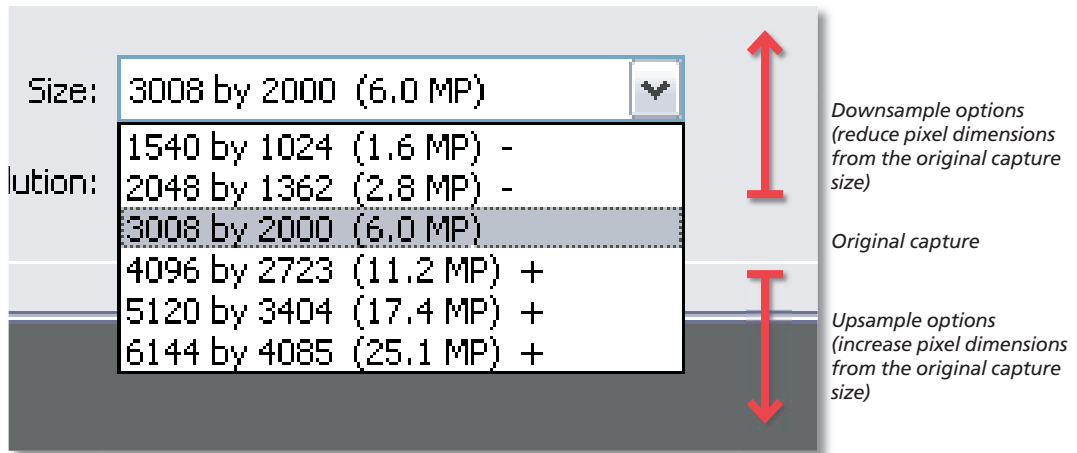 Size: 3008 by 2000 (6.0 MP)
1540 by 1024 (1.6 MP) -
lution: 2048 by 1362 (2.8 MP) -
3008 by 2000 (6.0 MP)
4096 by 2723 (11.2 MP) +
5120 by 3404 (17.4 MP) +
6144 by 4085 (25.1 MP) +
Downsample options
(reduce pixel dimensions
from the original capture
size)
Original capture
Upsample options
(increase pixel dimensions
from the original capture
size)